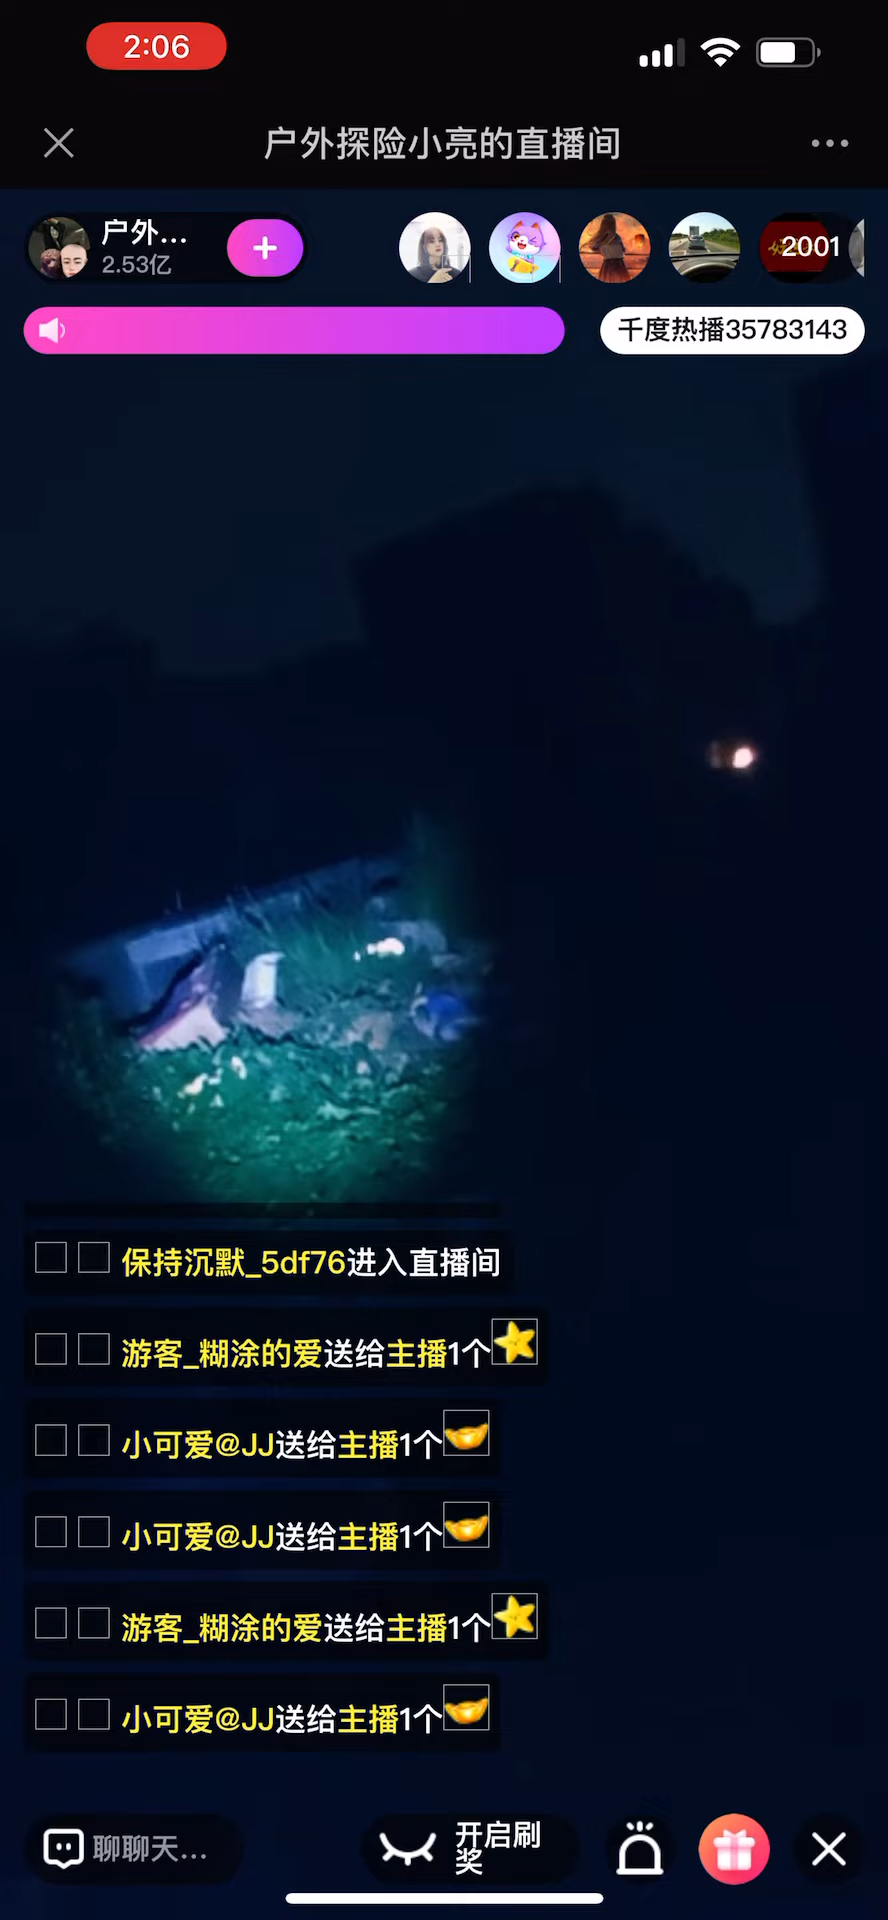 2:06
户外探险小亮的直播间
户外...
2.53亿
2001
千度热播35783143
保持沉默_5df76进入直播间
游客_糊涂的爱送给主播1个
小可爱@JJ送给主播1个
小可爱@JJ送给主播1个
游客_糊涂的爱送给主播1个
小可爱@JJ送给主播1个
聊聊天...
开启刷
奖